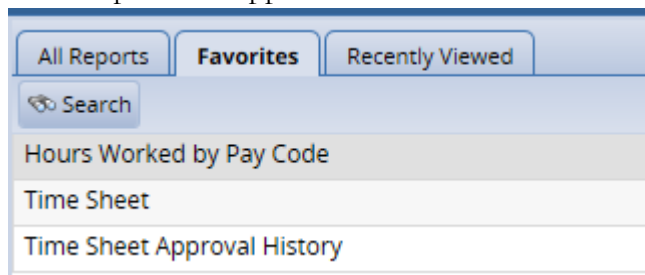 All Reports Favorites Recently Viewed
Search
Hours Worked by Pay Code
Time Sheet
Time Sheet Approval History